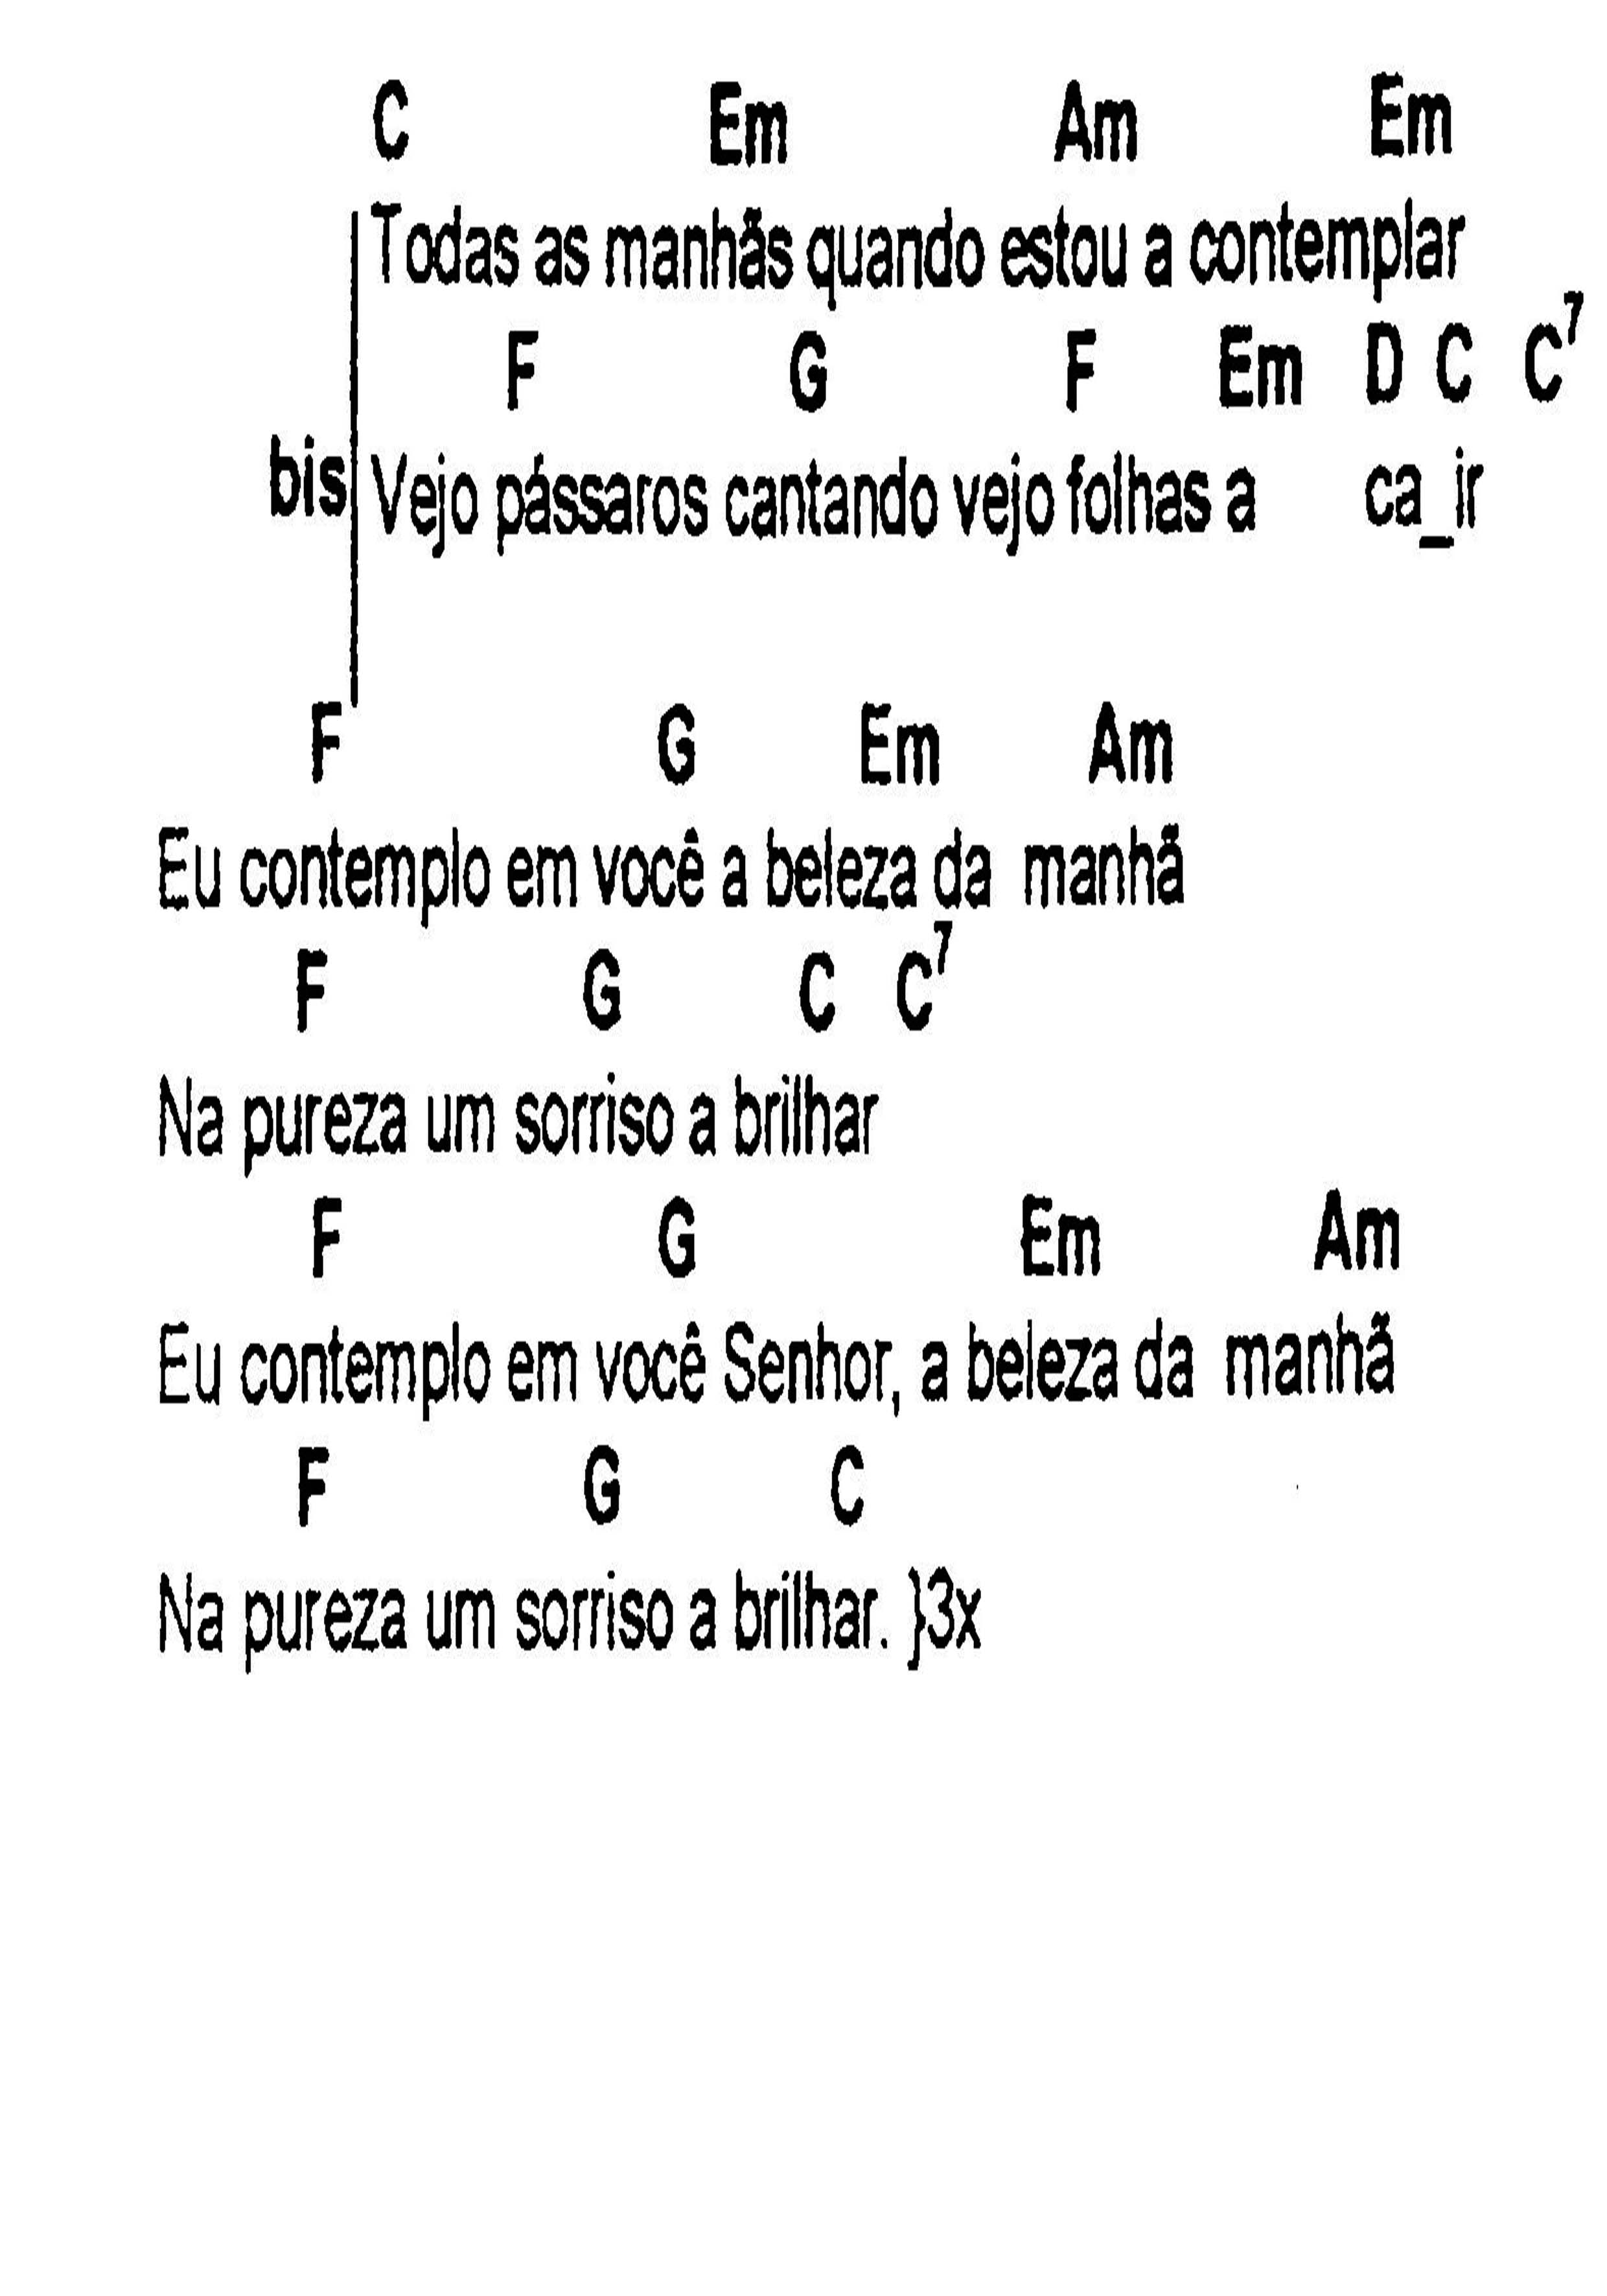 C Em Am Em
Todas as manhãs quando estou a contemplar
F G F Em D C C7
bis Vejo pássaros cantando vejo folhas a ca_ir
F G Em Am
Eu contemplo em você a beleza da manhã
F G C C7
Na pureza um sorriso a brilhar
F G Em Am
Eu contemplo em você Senhor, a beleza da manhã
F G C
Na pureza um sorriso a brilhar. }3x